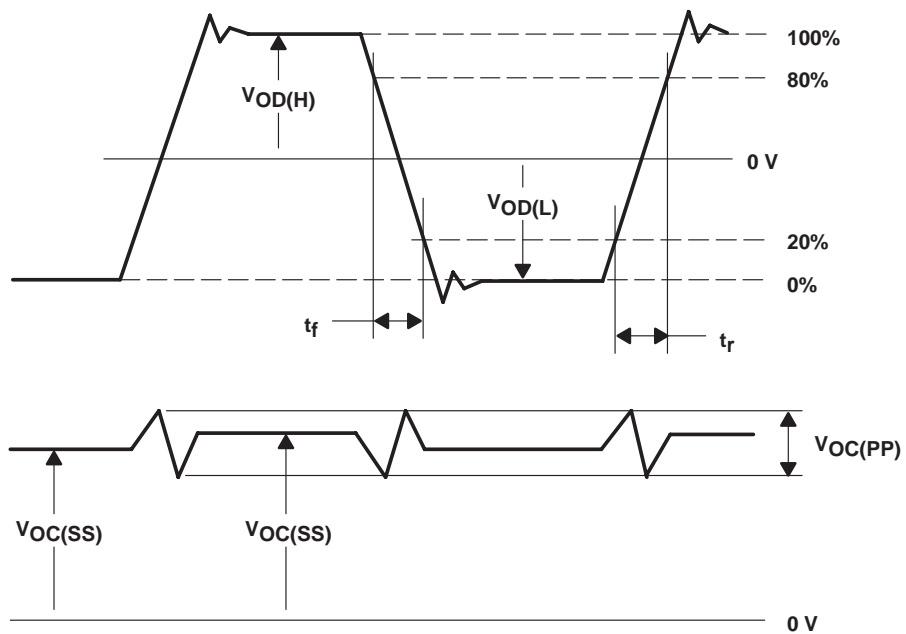 100%
80%
VOD(H)
0 V
VOD(L)
20%
0%
tf
tr
VOC(PP)
VOC(SS)
VOC(SS)
0 V